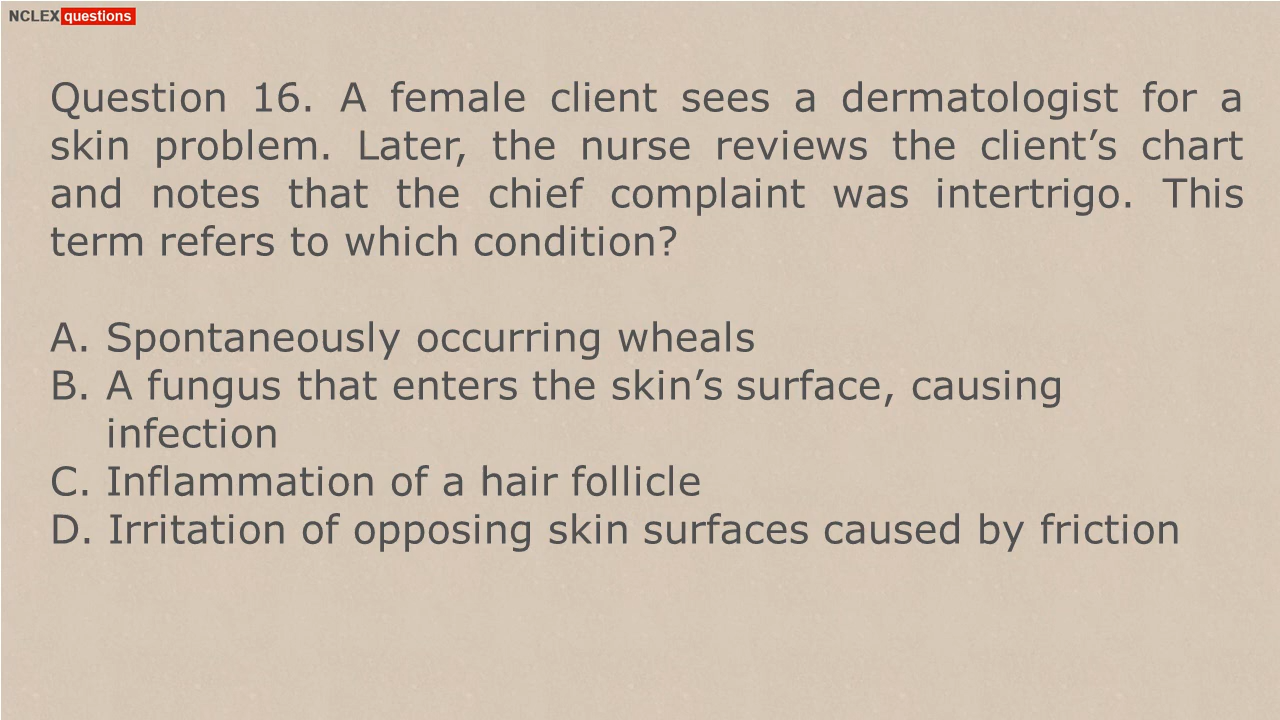 NCLEX questions
Question 16. A female client sees a dermatologist for a
skin problem. Later, the nurse reviews the client’s chart
and notes that the chief complaint was intertrigo. This
term refers to which condition?
A. Spontaneously occurring wheals
B. A fungus that enters the skin’s surface, causing
infection
C. Inflammation of a hair follicle
D. Irritation of opposing skin surfaces caused by friction